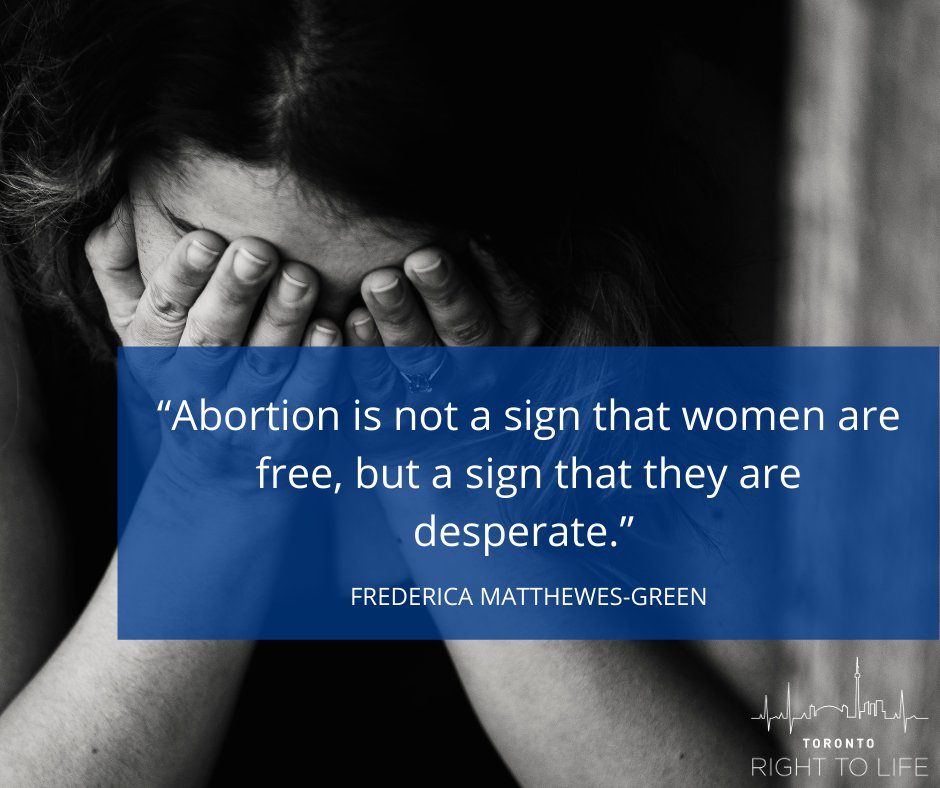 “Abortion is not a sign that women are
free, but a sign that they are
desperate.”
FREDERICA MATTHEWES-GREEN
TORONTO
RIGHT TO LIFE